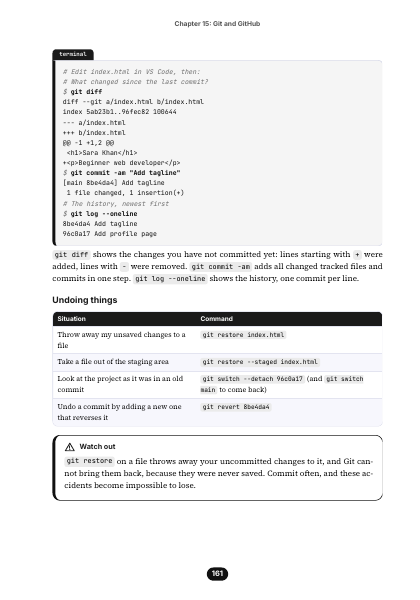 Chapter 15: Git and GitHub
terminal
# Edit index.html in VS Code, then:
# What changed since the last commit?
$ git diff
diff --git a/index.html b/index.html
index 5ab23b1..96fec82 100644
--- a/index.html
+++ b/index.html
@@ -1 +1,2 @@
<h1>Sara Khan</h1>
+<p>Beginner web developer</p>
$ git commit -am "Add tagline"
[main 8be4da4] Add tagline
1 file changed, 1 insertion(+)
# The history, newest first
$ git log --oneline
8be4da4 Add tagline
96c0a17 Add profile page
git diff shows the changes you have not committed yet: lines starting with + were
added, lines with - were removed. git commit -am adds all changed tracked files and
commits in one step. git log --oneline shows the history, one commit per line.
Undoing things
Situation Command
Throw away my unsaved changes to a git restore index.html
file
Take a file out of the staging area git restore --staged index.html
Look at the project as it was in an old git switch --detach 96c0a17 (and git switch
commit main to come back)
Undo a commit by adding a new one git revert 8be4da4
that reverses it
Watch out
git restore on a file throws away your uncommitted changes to it, and Git can-
not bring them back, because they were never saved. Commit often, and these ac-
cidents become impossible to lose.
161